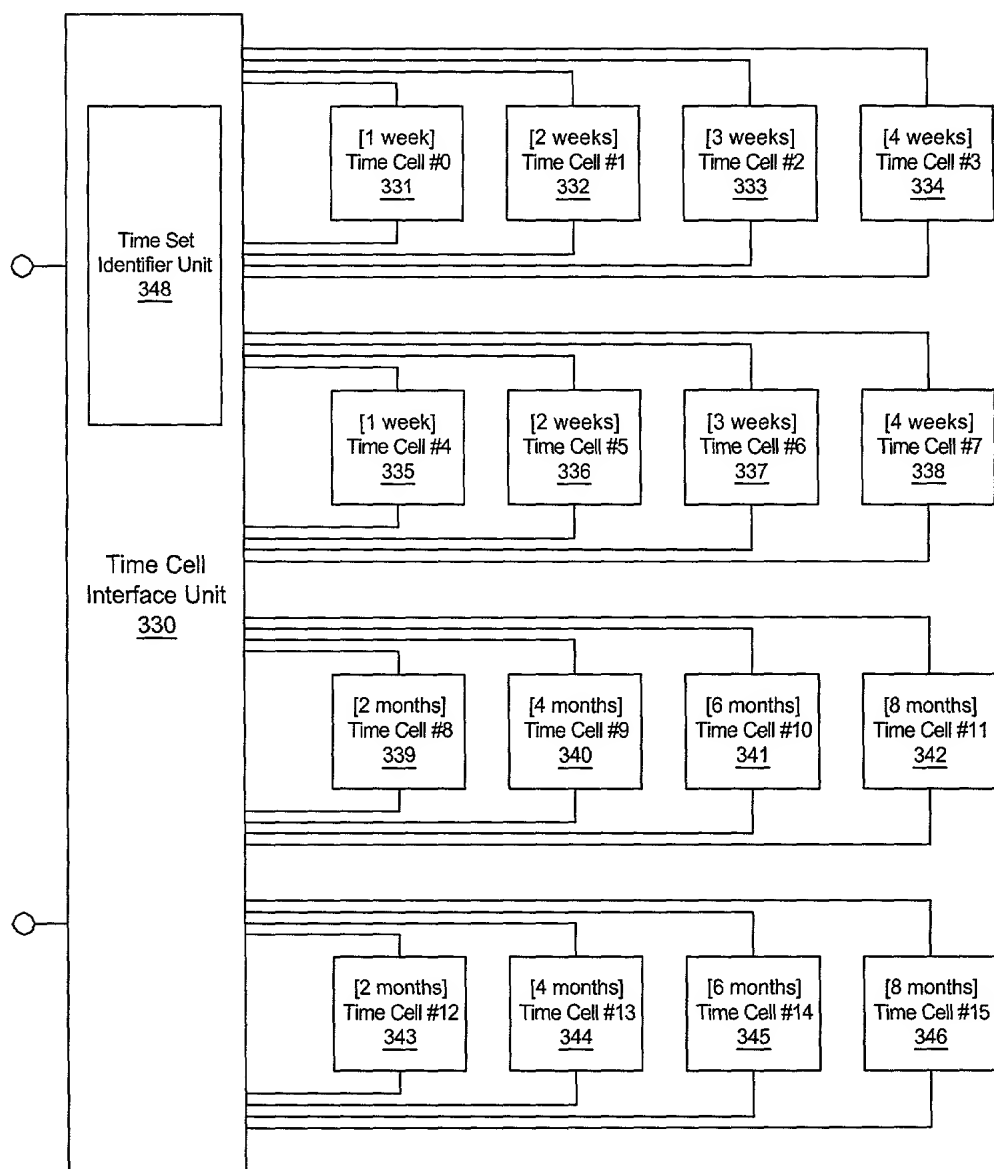 [1 week]
Time Cell #0
331
[2 weeks]
Time Cell #1
332
[3 weeks]
Time Cell #2
333
[4 weeks]
Time Cell #3
334
Time Set
Identifier Unit
348
[1 week]
Time Cell #4
335
[2 weeks]
Time Cell #5
336
[3 weeks]
Time Cell #6
337
[4 weeks]
Time Cell #7
338
Time Cell
Interface Unit
330
[2 months]
Time Cell #8
339
[4 months]
Time Cell #9
340
[6 months]
Time Cell #10
341
[8 months]
Time Cell #11
342
[2 months]
Time Cell #12
343
[4 months]
Time Cell #13
344
[6 months]
Time Cell #14
345
[8 months]
Time Cell #15
346